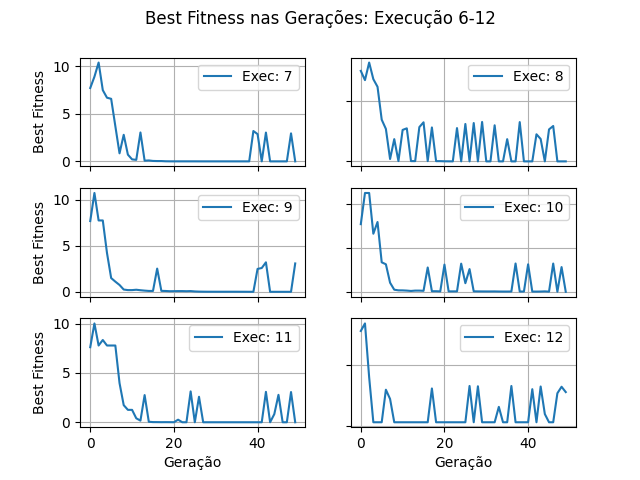 Best Fitness nas Gerações: Execução 6-12
10
5
0
Best Fitness
Exec: 7
Exec: 8
10
5
0
Best Fitness
Exec: 9
Exec: 10
10
5
0
Best Fitness
Exec: 11
Exec: 12
0 20 40
Geração
0 20 40
Geração